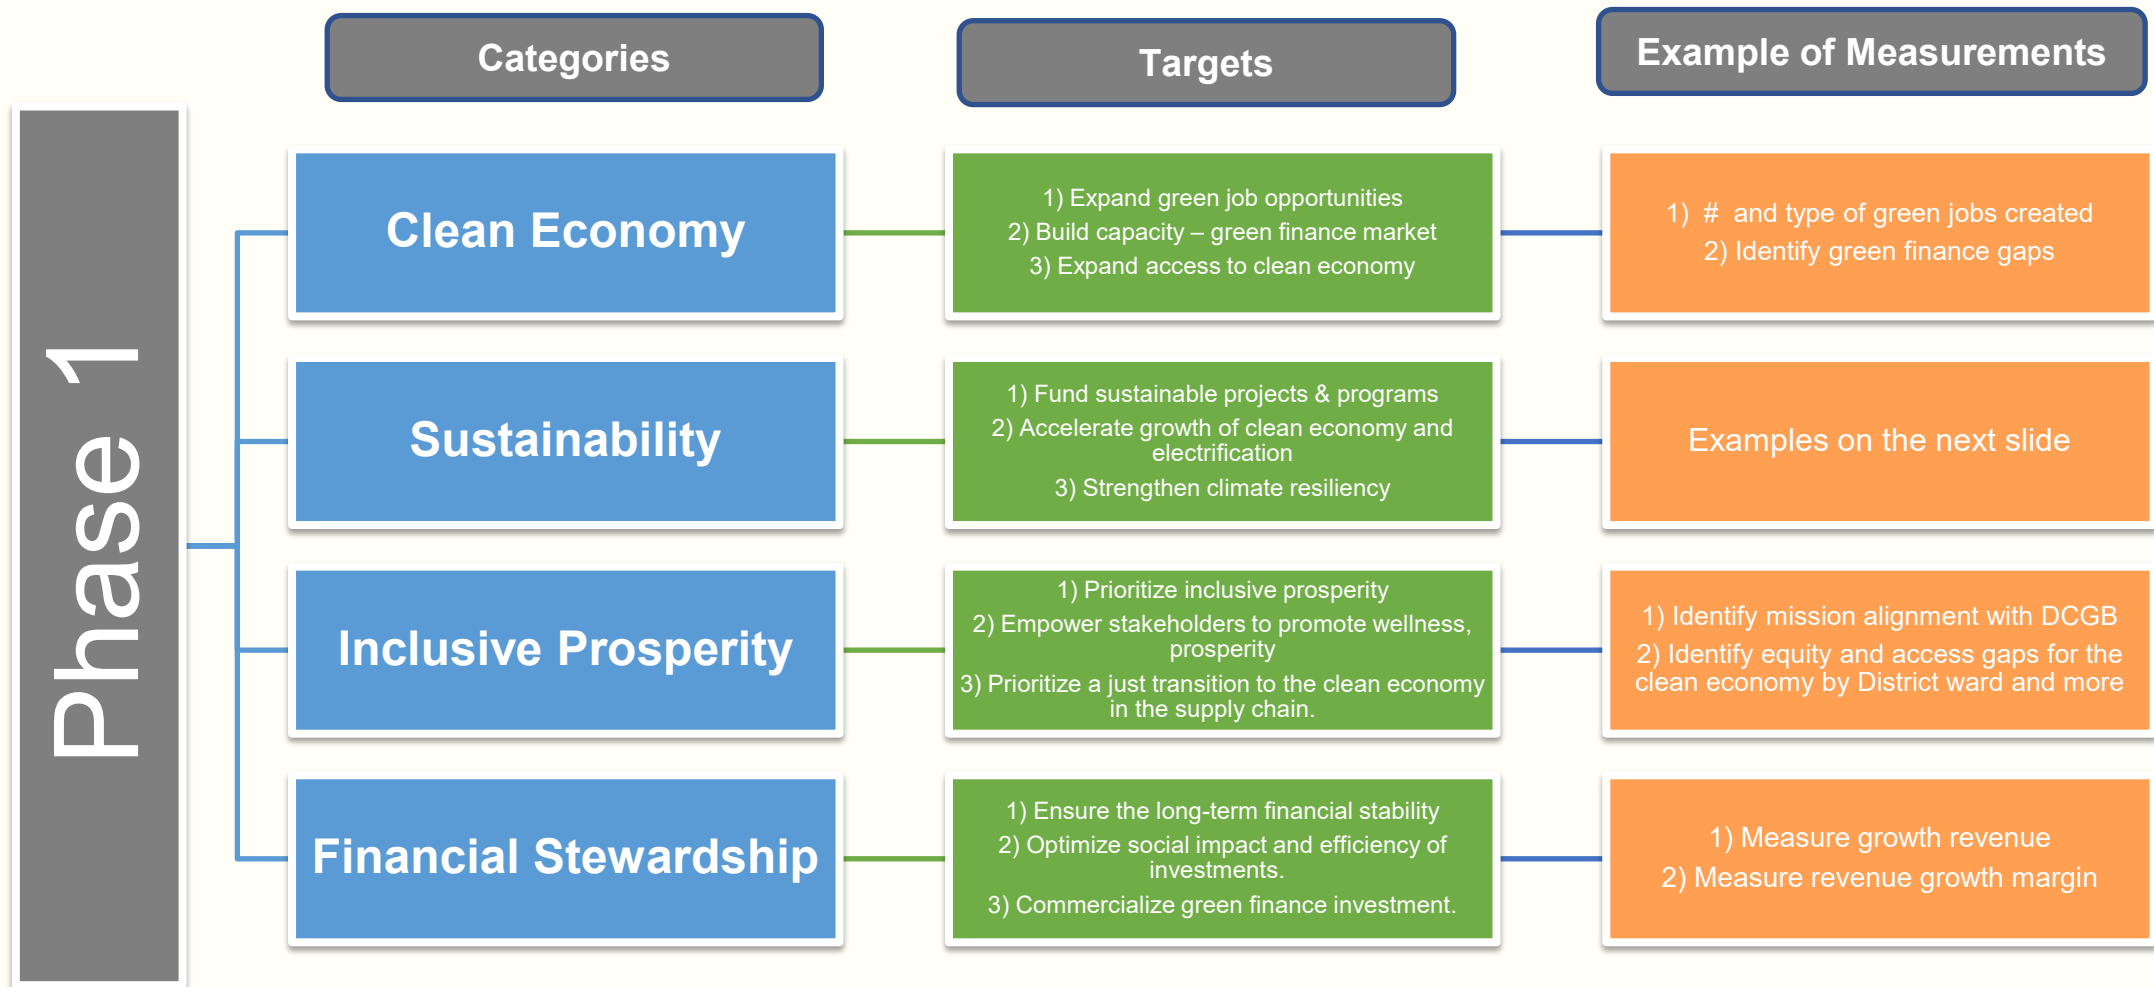 Categories
Targets
Example of Measurements
Phase 1
Clean Economy
1) Expand green job opportunities
2) Build capacity – green finance market
3) Expand access to clean economy
1) # and type of green jobs created
2) Identify green finance gaps
Sustainability
1) Fund sustainable projects & programs
2) Accelerate growth of clean economy and
electrification
3) Strengthen climate resiliency
Examples on the next slide
Inclusive Prosperity
1) Prioritize inclusive prosperity
2) Empower stakeholders to promote wellness,
prosperity
3) Prioritize a just transition to the clean economy
in the supply chain.
1) Identify mission alignment with DCGB
2) Identify equity and access gaps for the
clean economy by District ward and more
Financial Stewardship
1) Ensure the long-term financial stability
2) Optimize social impact and efficiency of
investments.
3) Commercialize green finance investment.
1) Measure growth revenue
2) Measure revenue growth margin